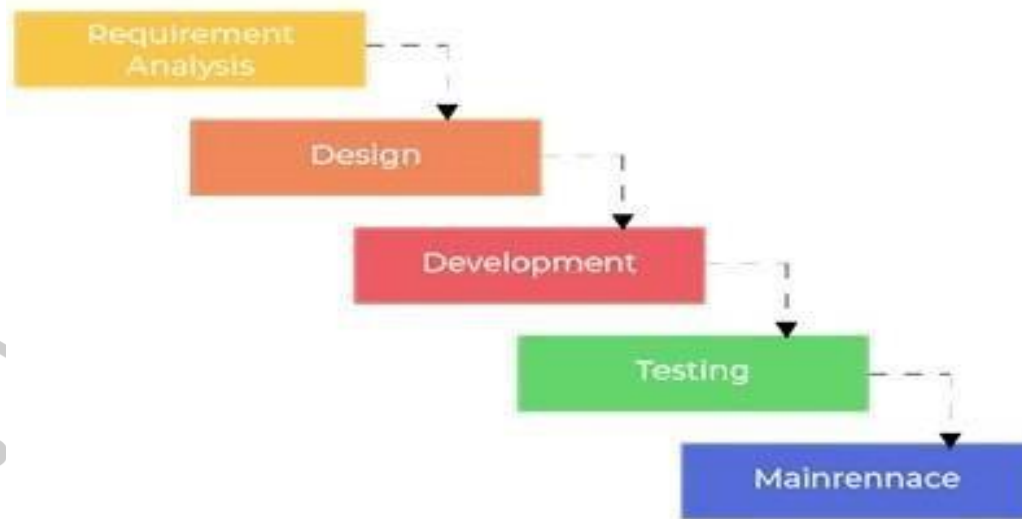 Requirement
Analysis
Design
Development
Testing
Mainrennace